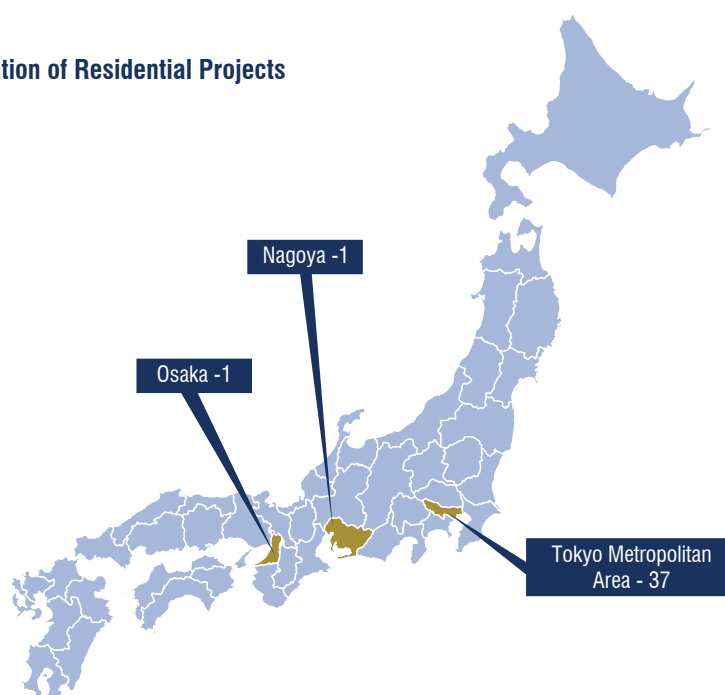 tion of Residential Projects
Nagoya -1
Osaka -1
Tokyo Metropolitan
Area - 37